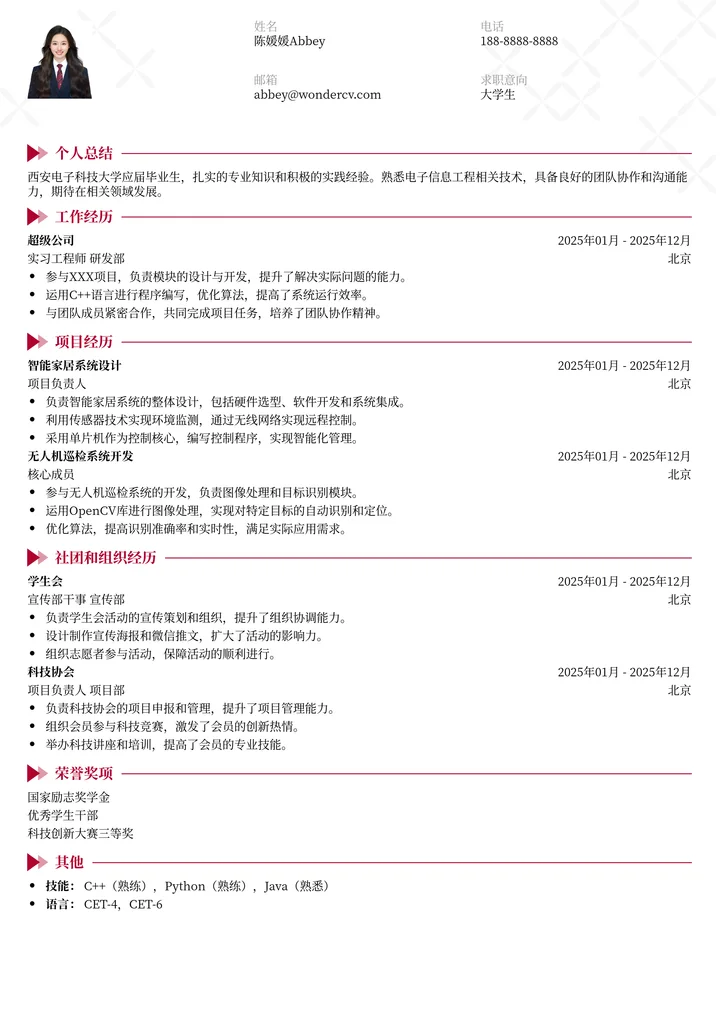 姓名
陈媛媛Abbey
电话
188-8888-8888
邮箱
abbey@wondercv.com
求职意向
大学生
个人总结
西安电子科技大学应届毕业生，扎实的专业知识和积极的实践经验。熟悉电子信息工程相关技术，具备良好的团队协作和沟通能
力，期待在相关领域发展。
工作经历
超级公司 2025年01月 - 2025年12月
实习工程师 研发部 北京
• 参与XXX项目，负责模块的设计与开发，提升了解决实际问题的能力。
• 运用C++语言进行程序编写，优化算法，提高了系统运行效率。
• 与团队成员紧密合作，共同完成项目任务，培养了团队协作精神。
项目经历
智能家居系统设计 2025年01月 - 2025年12月
项目负责人 北京
• 负责智能家居系统的整体设计，包括硬件选型、软件开发和系统集成。
• 利用传感器技术实现环境监测，通过无线网络实现远程控制。
• 采用单片机作为控制核心，编写控制程序，实现智能化管理。
无人机巡检系统开发 2025年01月 - 2025年12月
核心成员 北京
• 参与无人机巡检系统的开发，负责图像处理和目标识别模块。
• 运用OpenCV库进行图像处理，实现对特定目标的自动识别和定位。
• 优化算法，提高识别准确率和实时性，满足实际应用需求。
社团和组织经历
学生会 2025年01月 - 2025年12月
宣传部干事 宣传部 北京
• 负责学生会活动的宣传策划和组织，提升了组织协调能力。
• 设计制作宣传海报和微信推文，扩大了活动的影响力。
• 组织志愿者参与活动，保障活动的顺利进行。
科技协会 2025年01月 - 2025年12月
项目负责人 项目部 北京
• 负责科技协会的项目申报和管理，提升了项目管理能力。
• 组织会员参与科技竞赛，激发了会员的创新热情。
• 举办科技讲座和培训，提高了会员的专业技能。
荣誉奖项
国家励志奖学金
优秀学生干部
科技创新大赛三等奖
其他
• 技能： C++（熟练），Python（熟练），Java（熟悉）
• 语言： CET-4，CET-6